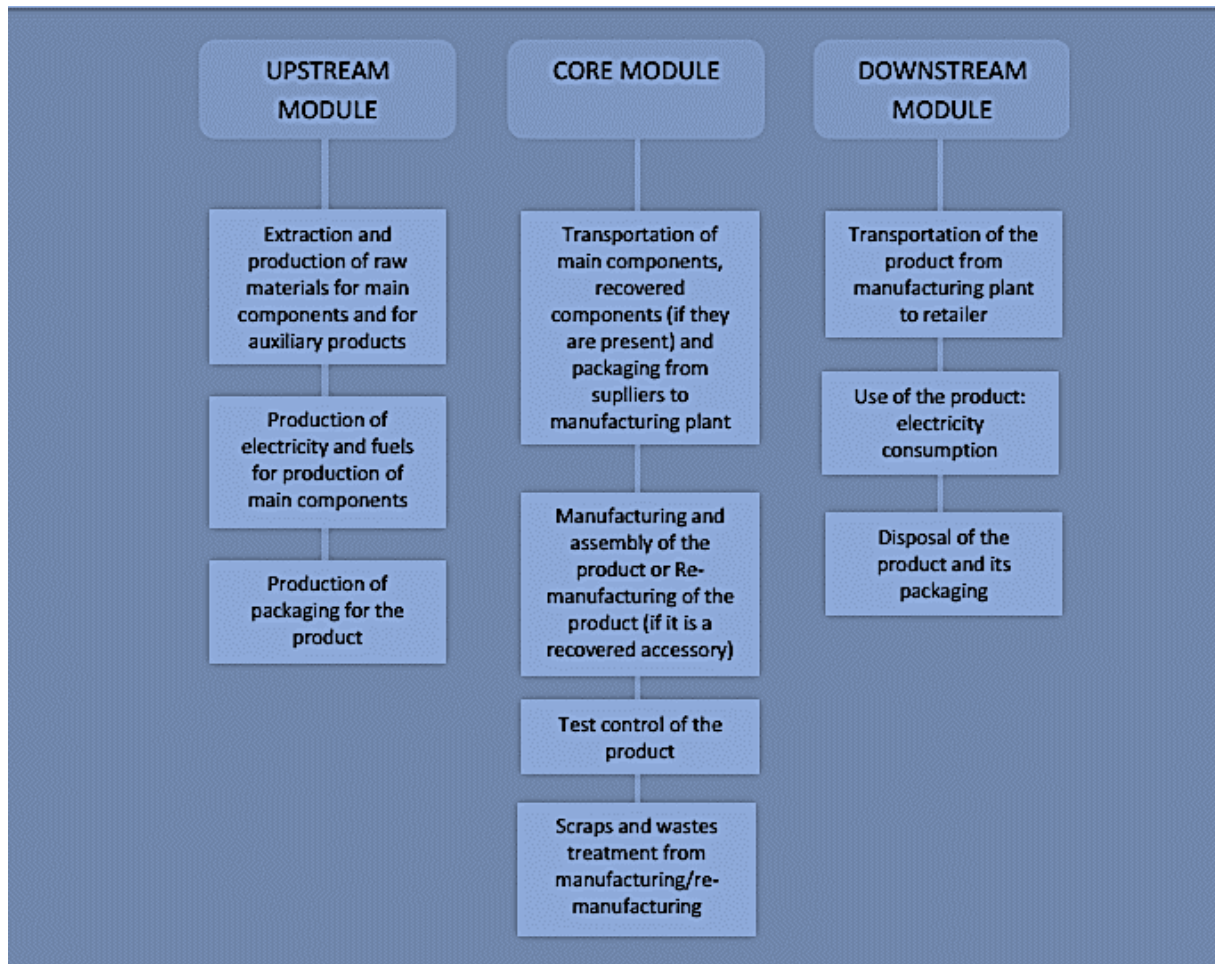 UPSTREAM
MODULE
Extraction and
production of raw
materials for main
components and for
auxiliary products
Production of
electricity and fuels
for production of
main components
Production of
packaging for the
product
CORE MODULE
Transportation of
main components,
recovered
components (if they
are present) and
packaging from
suplliers to
manufacturing plant
Manufacturing and
assembly of the
product or Re-
manufacturing of the
product (if it is a
recovered accessory)
Test control of the
product
Scraps and wastes
treatment from
manufacturing/re-
manufacturing
DOWNSTREAM
MODULE
Transportation of the
product from
manufacturing plant
to retailer
Use of the product:
electricity
consumption
Disposal of the
product and its
packaging